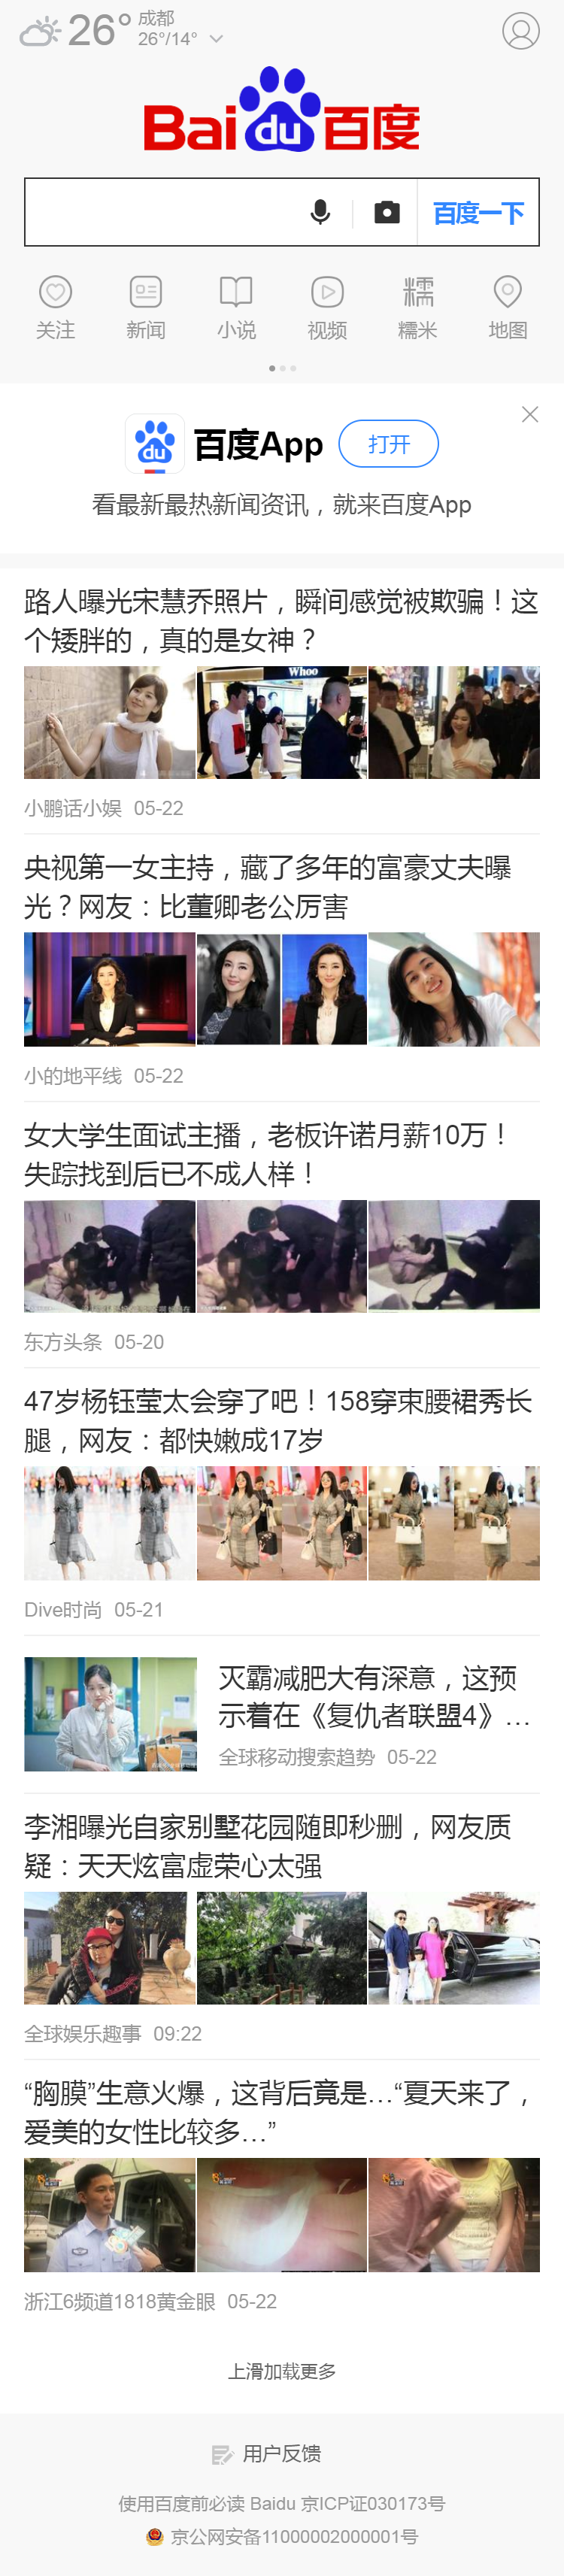 26°
成都
26°/14°
Bai du 百度
百度一下
关注
新闻
小说
视频
糯
糯米
地图
du
百度App
打开
看最新最热新闻资讯，就来百度App
路人曝光宋慧乔照片，瞬间感觉被欺骗！这
个矮胖的，真的是女神？
Whoo
小鹏话小娱 05-22
央视第一女主持，藏了多年的富豪丈夫曝
光？网友：比董卿老公厉害
小的地平线 05-22
女大学生面试主播，老板许诺月薪10万！
失踪找到后已不成人样！
东方头条 05-20
47岁杨钰莹太会穿了吧！158穿束腰裙秀长
腿，网友：都快嫩成17岁
Dive时尚 05-21
灭霸减肥大有深意，这预
示着在《复仇者联盟4》...
全球移动搜索趋势 05-22
李湘曝光自家别墅花园随即秒删，网友质
疑：天天炫富虚荣心太强
全球娱乐趣事 09:22
“胸膜”生意火爆，这背后竟是...“夏天来了，
爱美的女性比较多...”
浙江6频道1818黄金眼 05-22
上滑加载更多
用户反馈
使用百度前必读 Baidu 京ICP证030173号
京公网安备11000002000001号